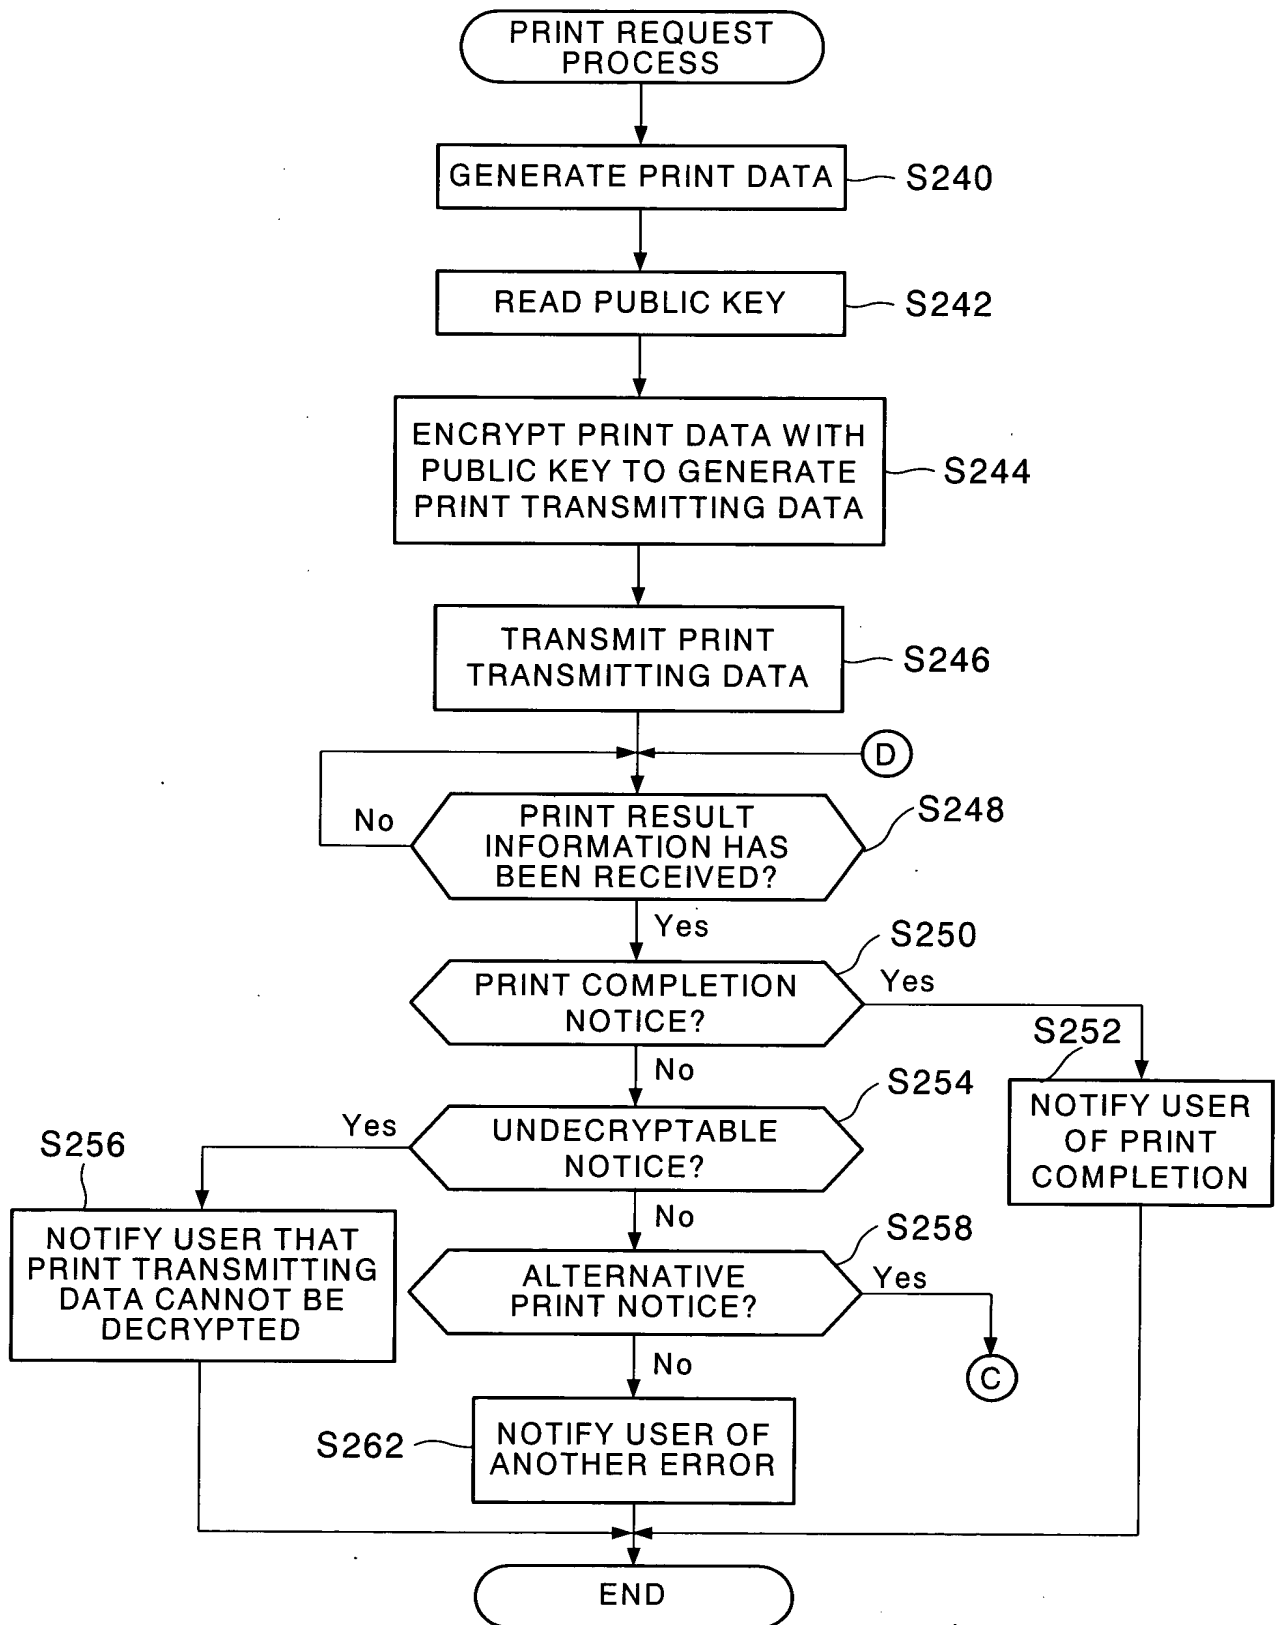 PRINT REQUEST
PROCESS
GENERATE PRINT DATA
S240
READ PUBLIC KEY
S242
ENCRYPT PRINT DATA WITH
PUBLIC KEY TO GENERATE
PRINT TRANSMITTING DATA
S244
TRANSMIT PRINT
TRANSMITTING DATA
S246
D
No
PRINT RESULT
INFORMATION HAS
BEEN RECEIVED?
S248
Yes
S250
PRINT COMPLETION
NOTICE?
Yes
S252
No
S254
NOTIFY USER
OF PRINT
COMPLETION
Yes
UNDECRYPTABLE
NOTICE?
S256
No
S258
NOTIFY USER THAT
PRINT TRANSMITTING
DATA CANNOT BE
DECRYPTED
ALTERNATIVE
PRINT NOTICE?
Yes
C
No
S262
NOTIFY USER OF
ANOTHER ERROR
END